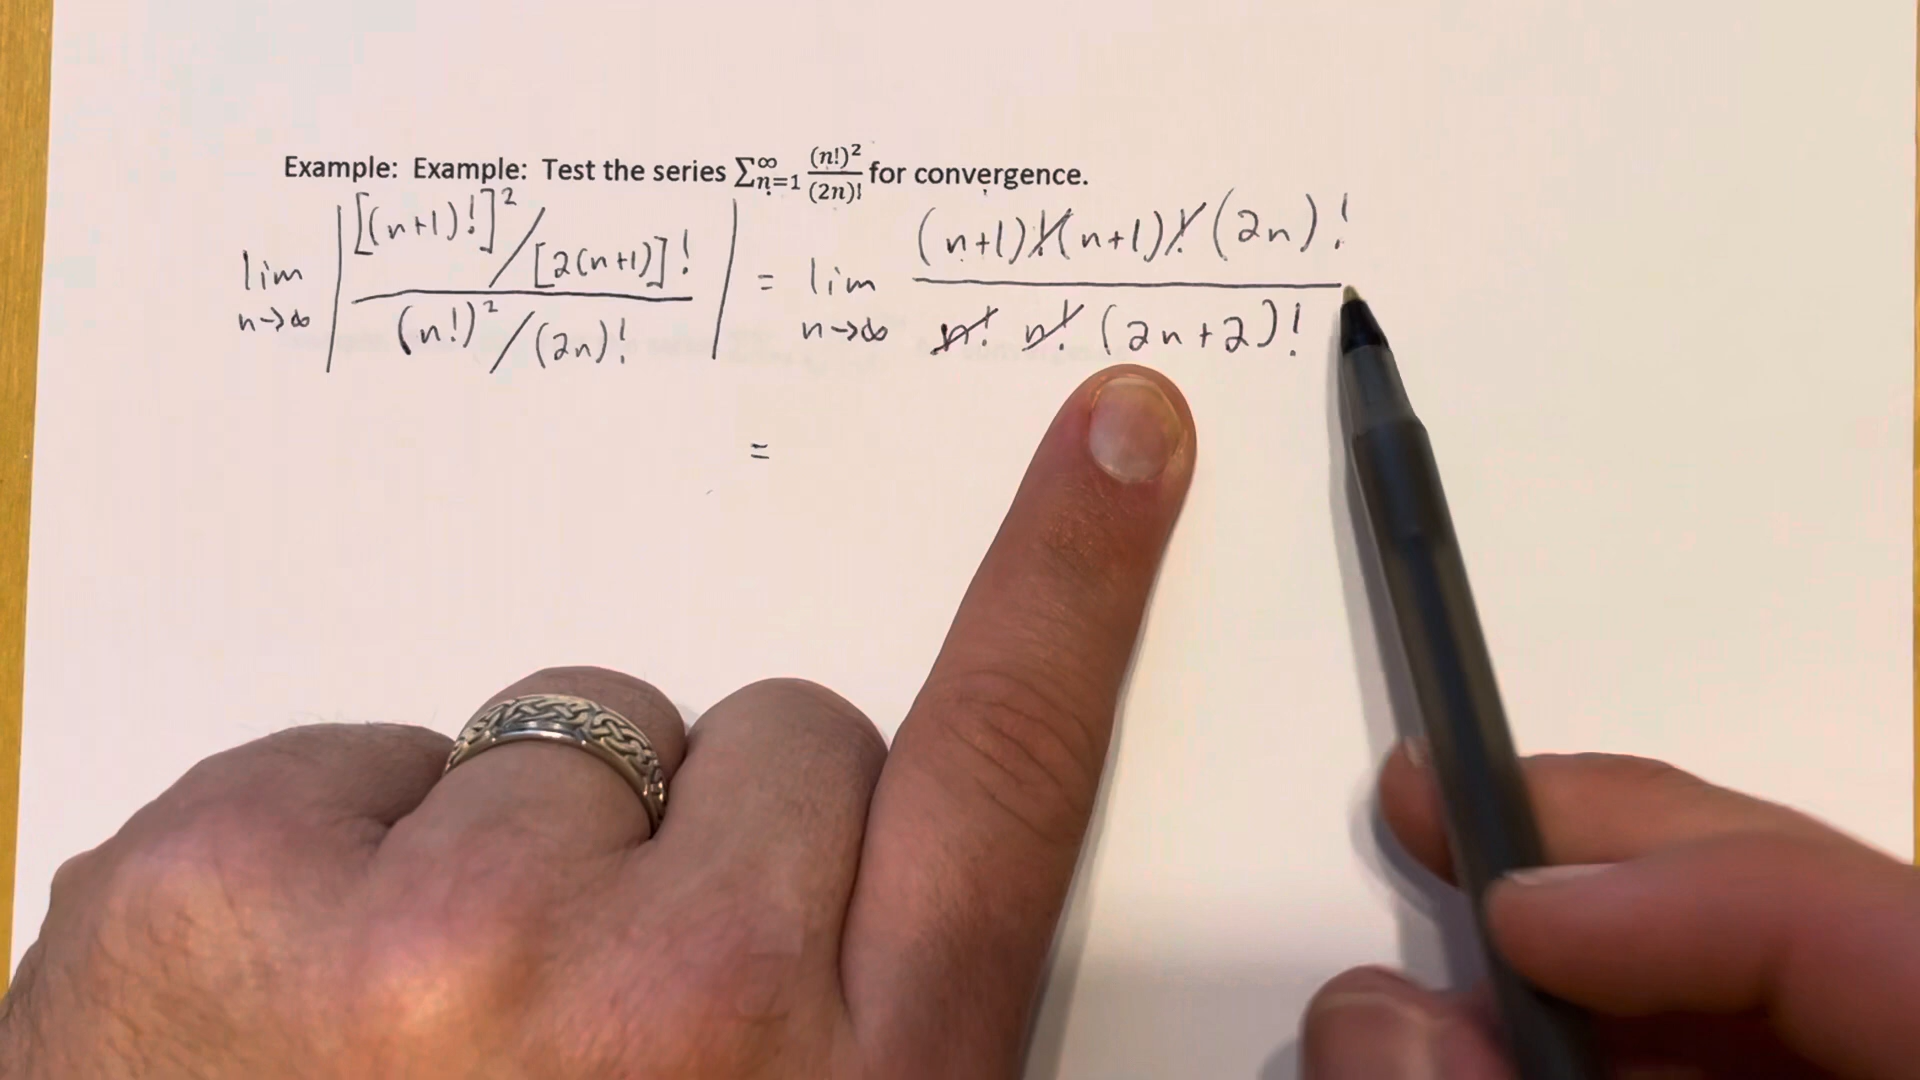 Example: Example: Test the series ∑_{n=1}^{∞} (n!)²/(2n)! for convergence.
lim_{n→∞} | ([(n+1)!]² / [2(n+1)]!) / ((n!)² / (2n)!) | = lim_{n→∞} ((n+1)! (n+1)! (2n)!) / (n! n! (2n+2)!)
=